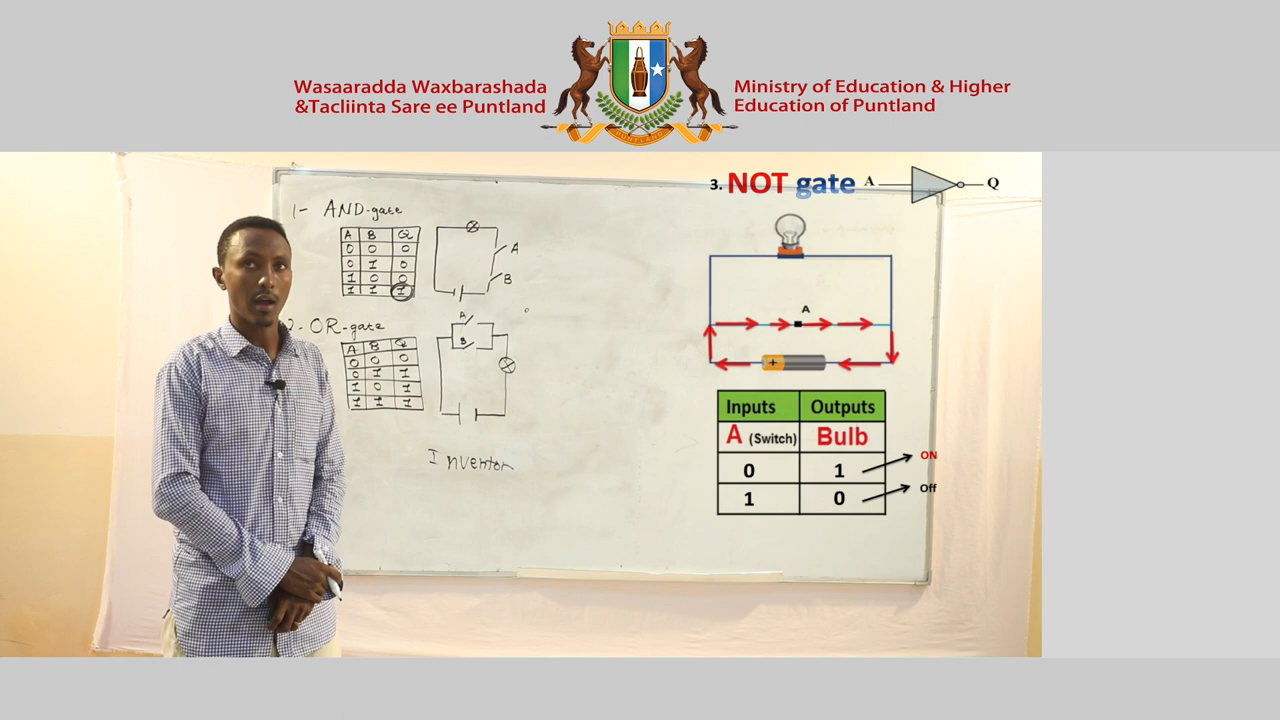 Wasaaradda Waxbarashada
&Tacliinta Sare ee Puntland
Ministry of Education & Higher
Education of Puntland
PUNTLAND
1- AND-gate
A B Q
0 0 0
0 1 0
1 0 0
1 1 1
A
B
2- OR-gate
A B Q
0 0 0
0 1 1
1 0 1
1 1 1
A
B
Inventor
3. NOT gate
A
Q
A
+
Inputs Outputs
A (Switch) Bulb
0 1
ON
1 0
Off